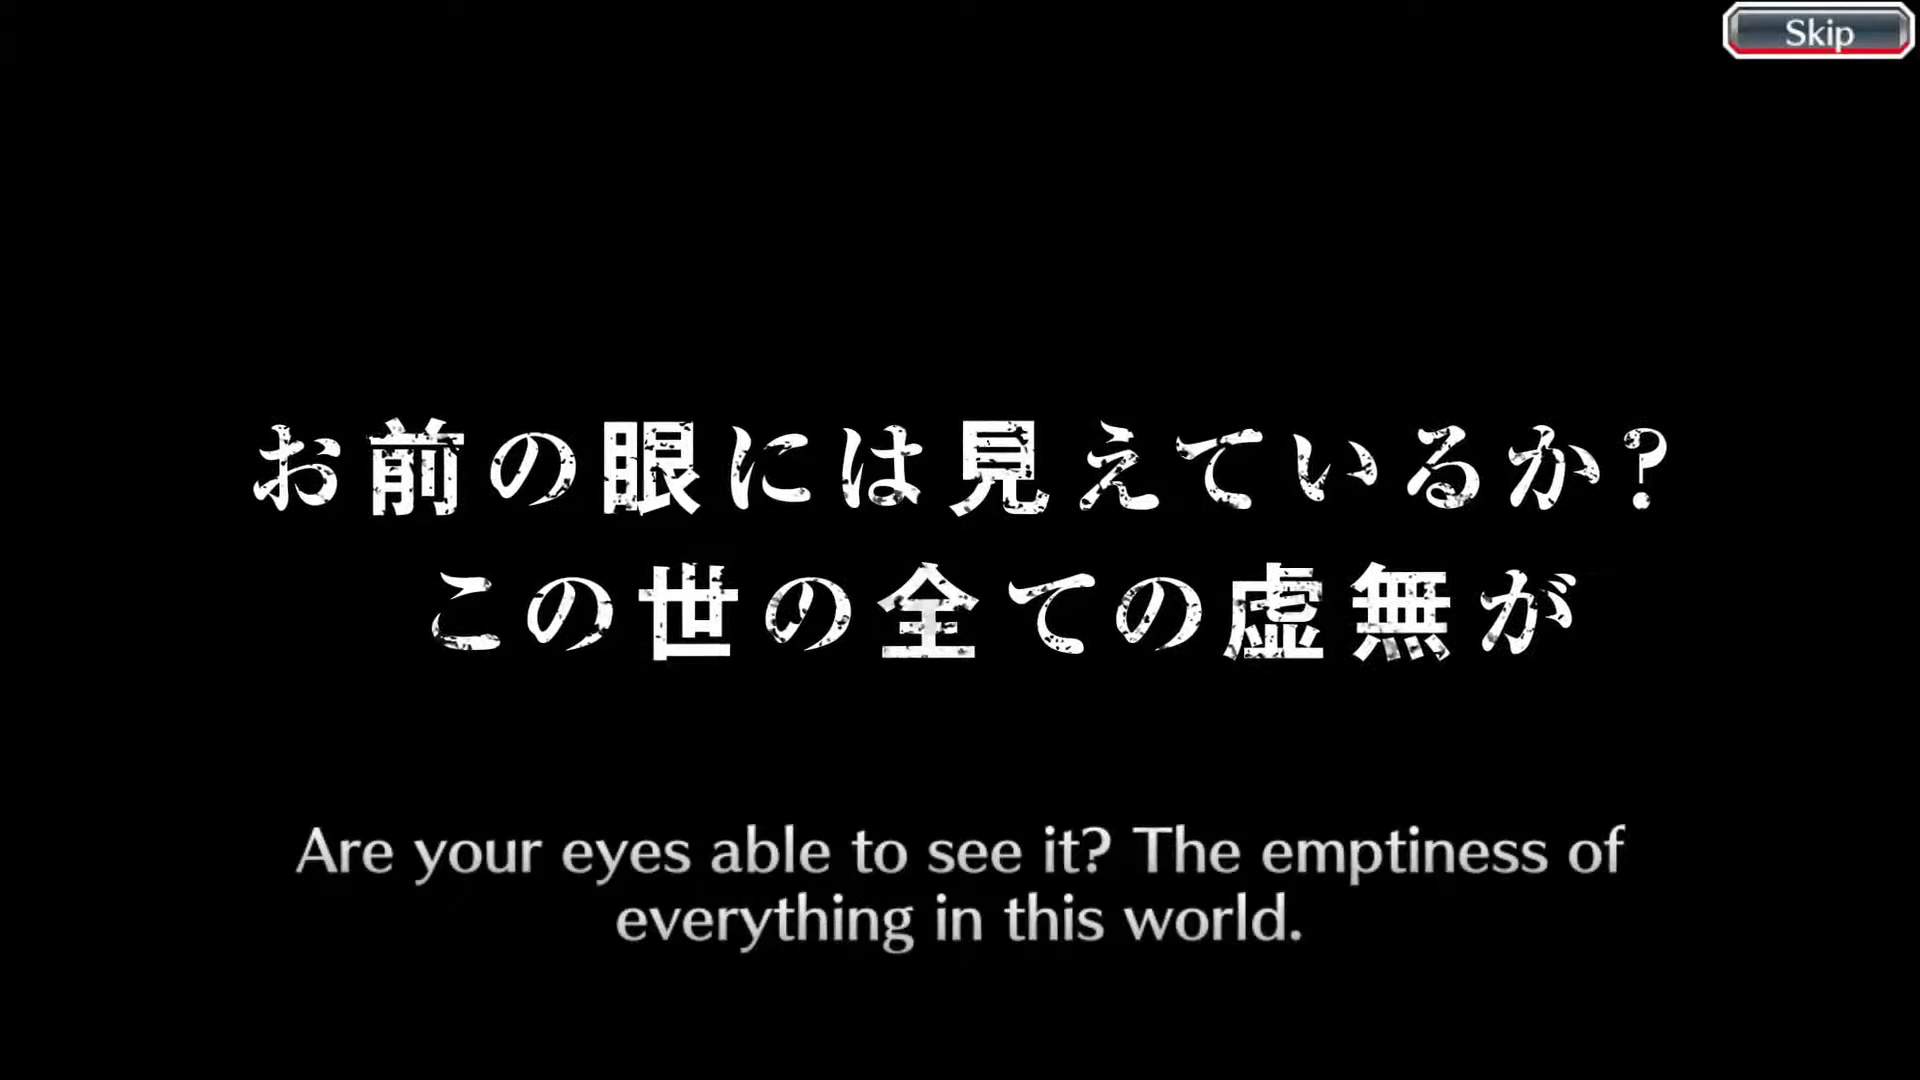 Skip
お前の眼には見えているか?
この世の全ての虚無が
Are your eyes able to see it? The emptiness of
everything in this world.